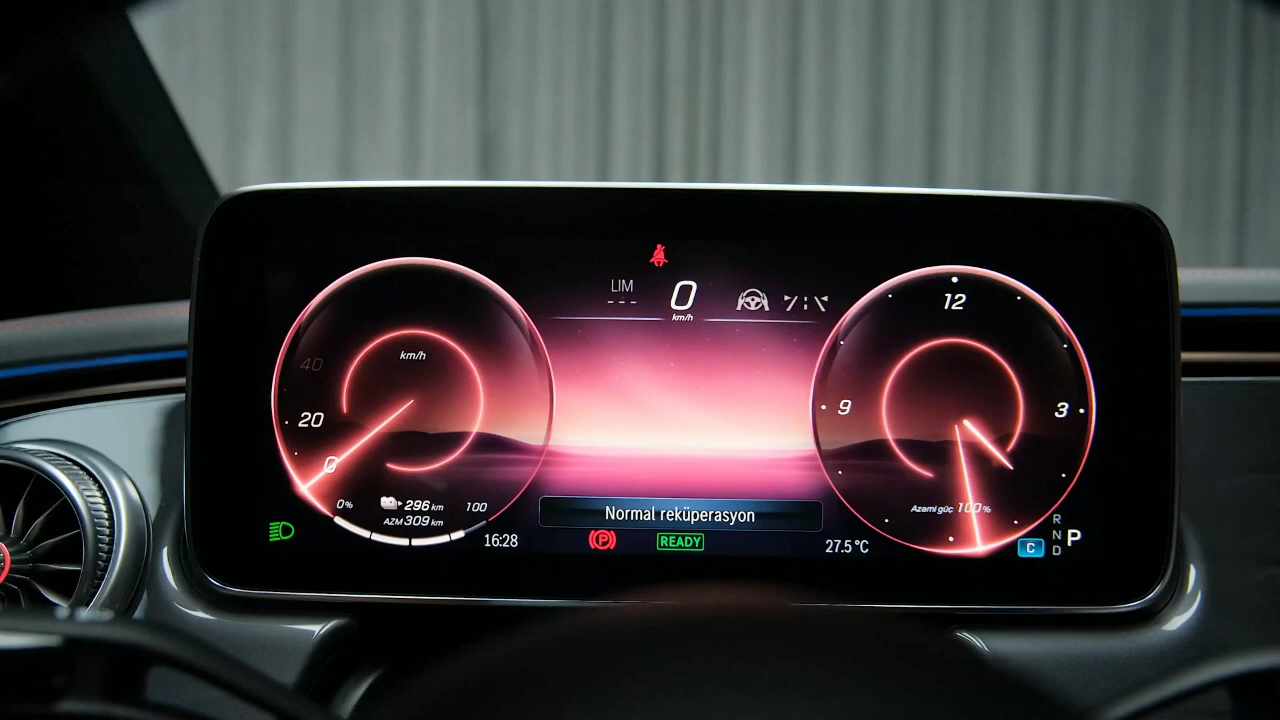 LIM
---
0
km/h
km/h
40
20
0
0%
296 km
100
AZM 309 km
16:28
Normal reküperasyon
P
READY
27.5 °C
12
9
3
Azami güç 100%
C
R
N
D
P